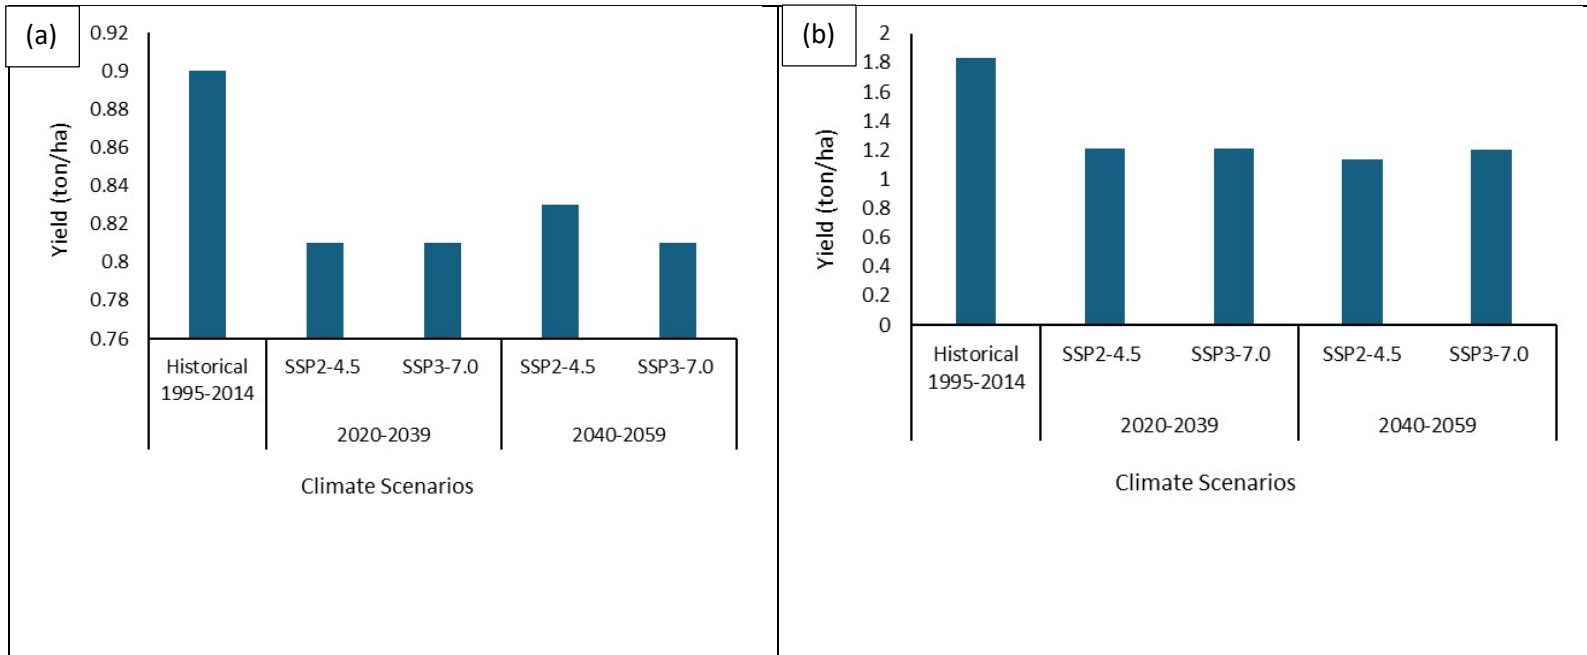 (a)
0.92
0.9
0.88
0.86
0.84
0.82
0.8
0.78
0.76
Yield (ton/ha)
Historical
1995-2014
SSP2-4.5
SSP3-7.0
SSP2-4.5
SSP3-7.0
2020-2039
2040-2059
Climate Scenarios
(b)
2
1.8
1.6
1.4
1.2
1
0.8
0.6
0.4
0.2
0
Yield (ton/ha)
Historical
1995-2014
SSP2-4.5
SSP3-7.0
SSP2-4.5
SSP3-7.0
2020-2039
2040-2059
Climate Scenarios